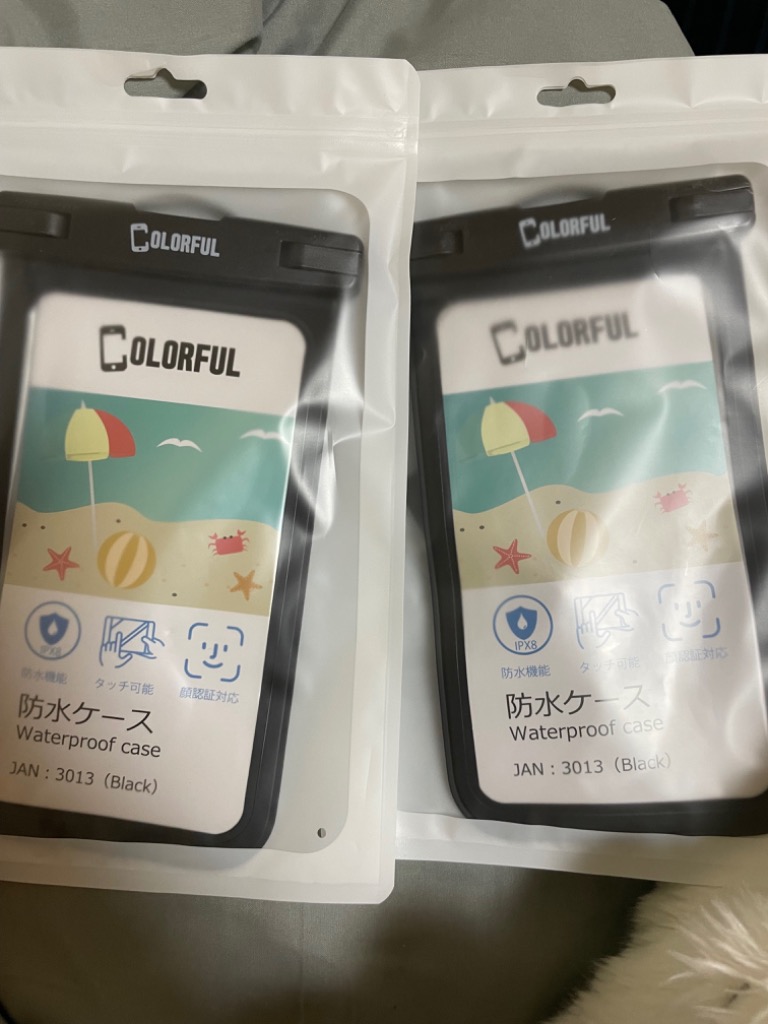 COLORFUL
COLORFUL
IPX8
防水機能
タッチ可能
顔認証対応
防水ケース
Waterproof case
JAN : 3013（Black）
COLORFUL
COLORFUL
IPX8
防水機能
タッチ可能
顔認証対応
防水ケース
Waterproof case
JAN : 3013（Black）